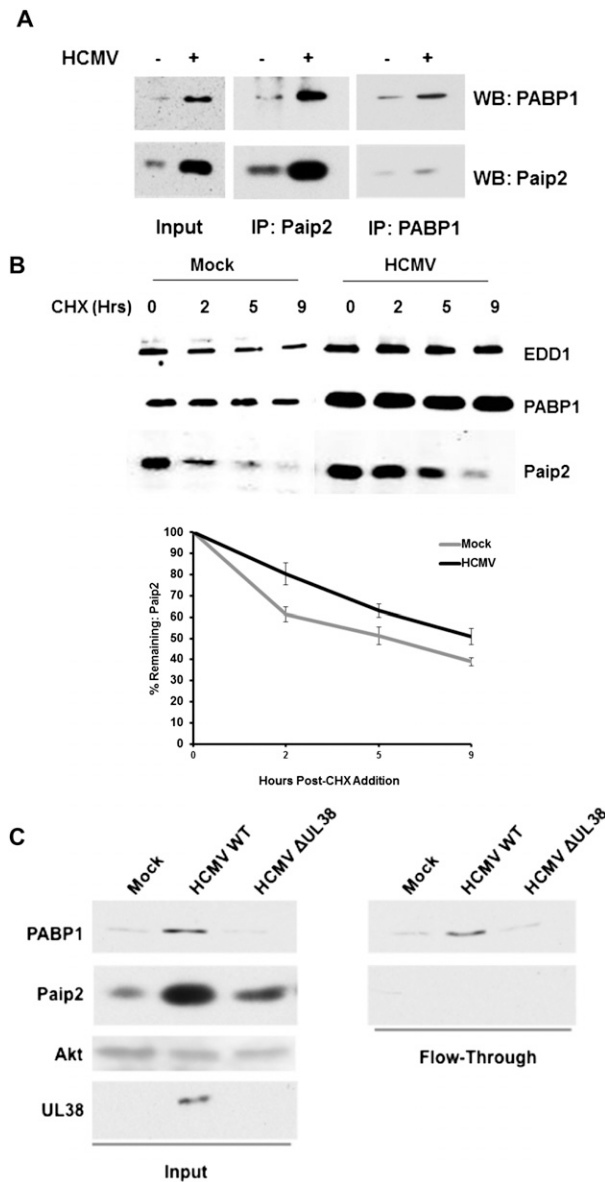 A
HCMV - + - + - +
WB: PABP1
WB: Paip2
Input IP: Paip2 IP: PABP1
B
Mock HCMV
CHX (Hrs) 0 2 5 9 0 2 5 9
EDD1
PABP1
Paip2
100
90
80
70
60
50
40
30
20
10
0
% Remaining: Paip2
Mock
HCMV
0 2 5 9
Hours Post-CHX Addition
C
Mock HCMV WT HCMV ΔUL38 Mock HCMV WT HCMV ΔUL38
PABP1
Paip2
Akt
UL38
Flow-Through
Input